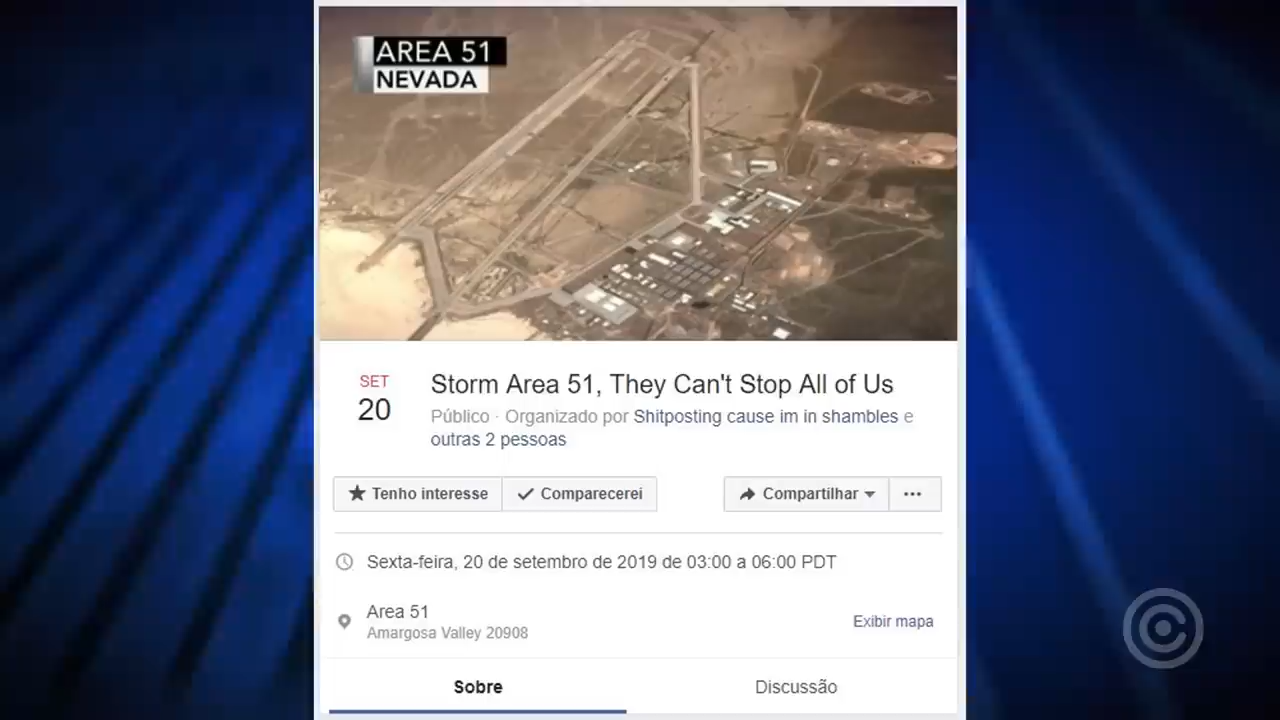 AREA 51
NEVADA
SET
20
Storm Area 51, They Can't Stop All of Us
Público · Organizado por Shitposting cause im in shambles e
outras 2 pessoas
Tenho interesse
Comparecerei
Compartilhar
Sexta-feira, 20 de setembro de 2019 de 03:00 a 06:00 PDT
Area 51
Amargosa Valley 20908
Exibir mapa
Sobre
Discussão